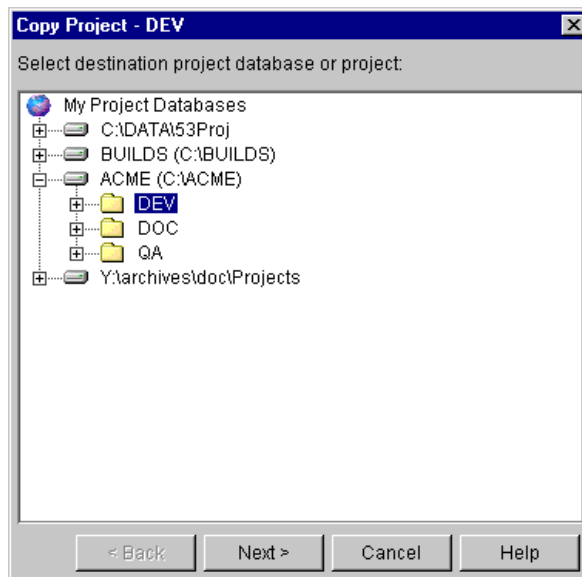 Copy Project - DEV
Select destination project database or project:
My Project Databases
C:\DATA\53Proj
BUILDS (C:\BUILDS)
ACME (C:\ACME)
DEV
DOC
QA
Y:\archives\doc\Projects
< Back Next > Cancel Help